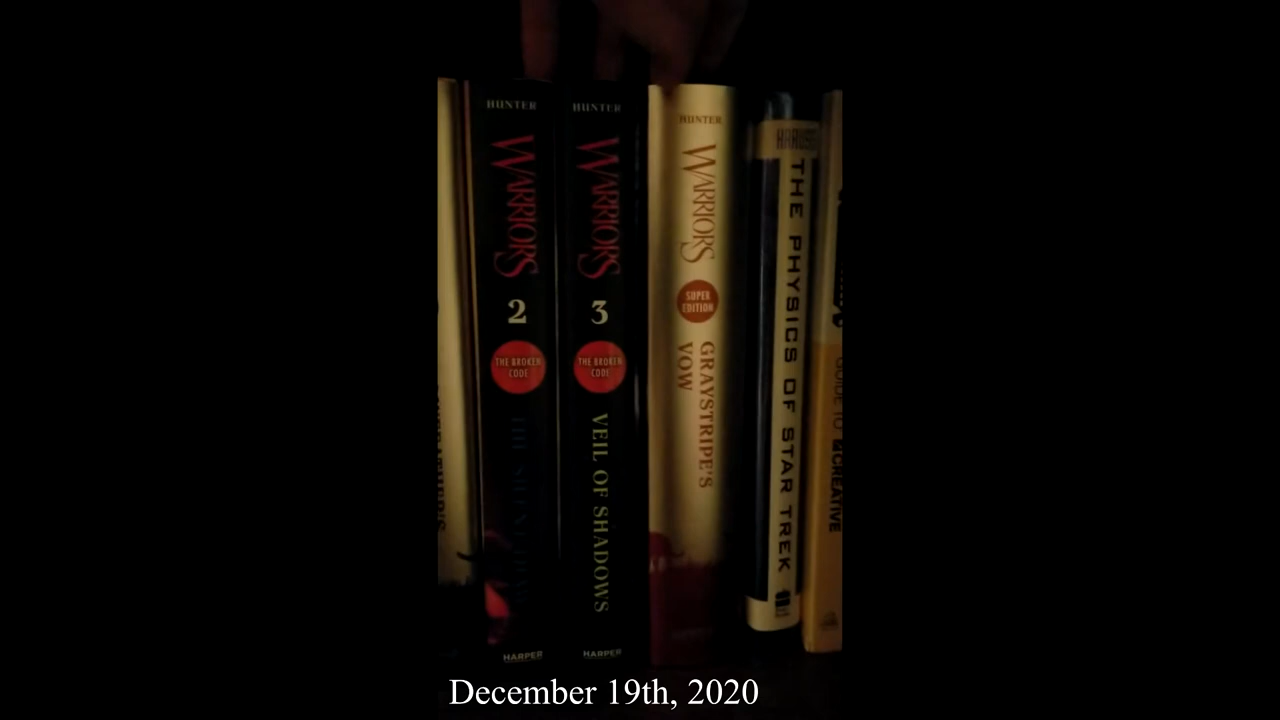 HUNTER
WARRIORS
2
THE BROKEN
CODE
HARPER
HUNTER
WARRIORS
3
THE BROKEN
CODE
VEIL OF SHADOWS
HARPER
HUNTER
WARRIORS
SUPER
EDITION
GRAYSTRIPE'S
VOW
KRAUSS
THE PHYSICS OF STAR TREK
GUIDE TO
CREATIVE
December 19th, 2020